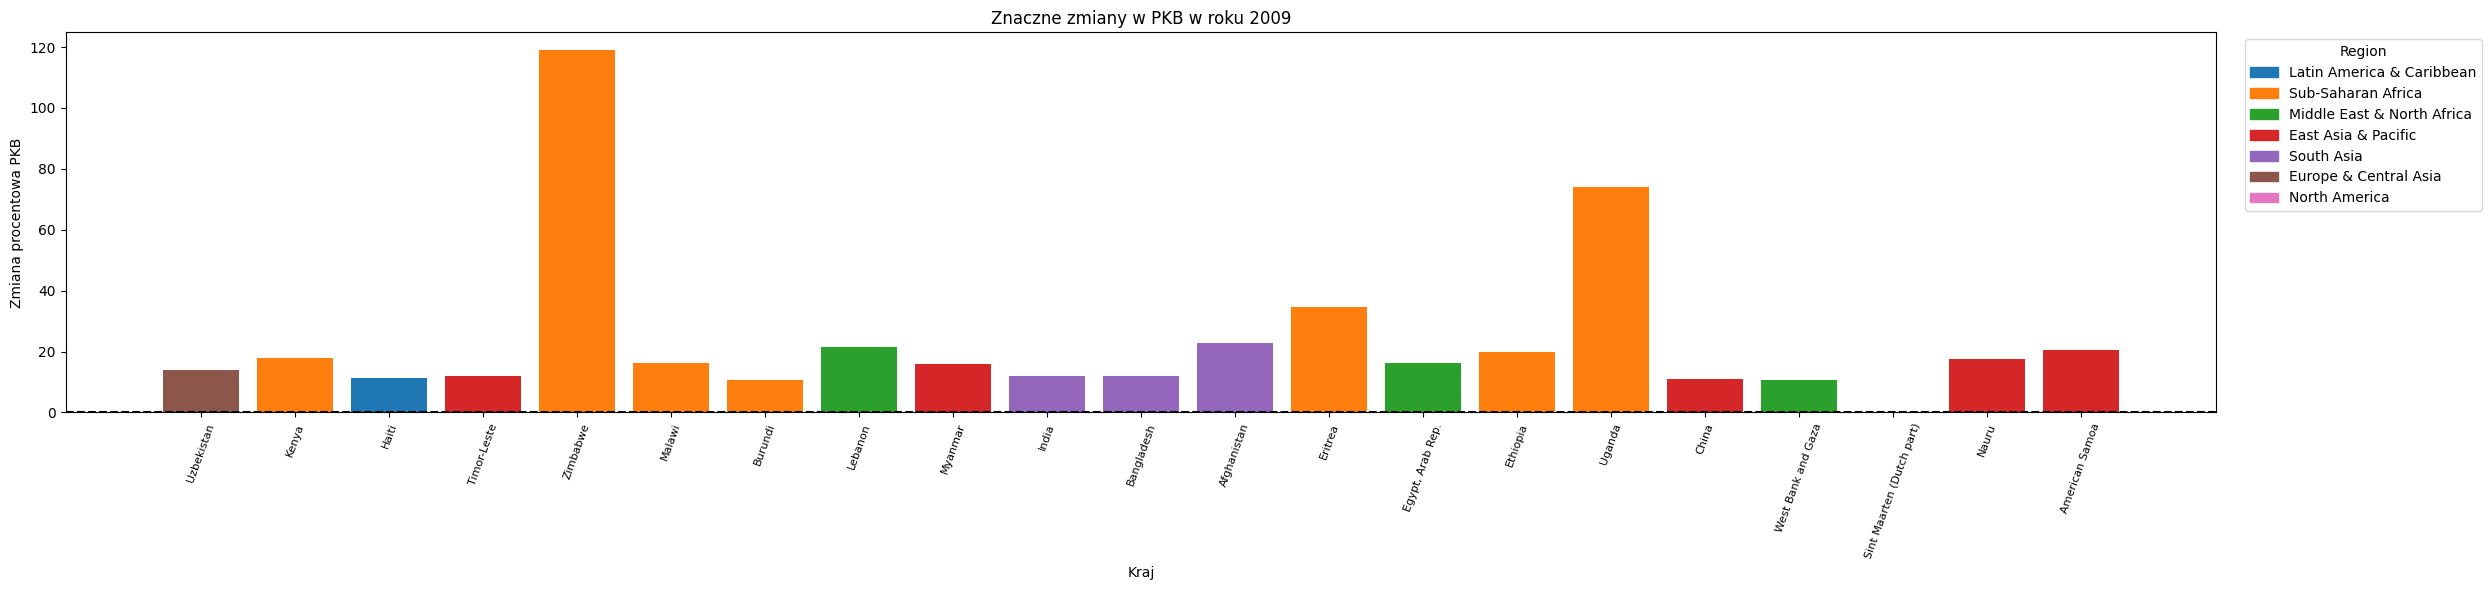 Znaczne zmiany w PKB w roku 2009
Zmiana procentowa PKB
120
100
80
60
40
20
0
Uzbekistan
Kenya
Haiti
Timor-Leste
Zimbabwe
Malawi
Burundi
Lebanon
Myanmar
India
Bangladesh
Afghanistan
Eritrea
Egypt, Arab Rep.
Ethiopia
Uganda
China
West Bank and Gaza
Sint Maarten (Dutch part)
Nauru
American Samoa
Kraj
Region
Latin America & Caribbean
Sub-Saharan Africa
Middle East & North Africa
East Asia & Pacific
South Asia
Europe & Central Asia
North America